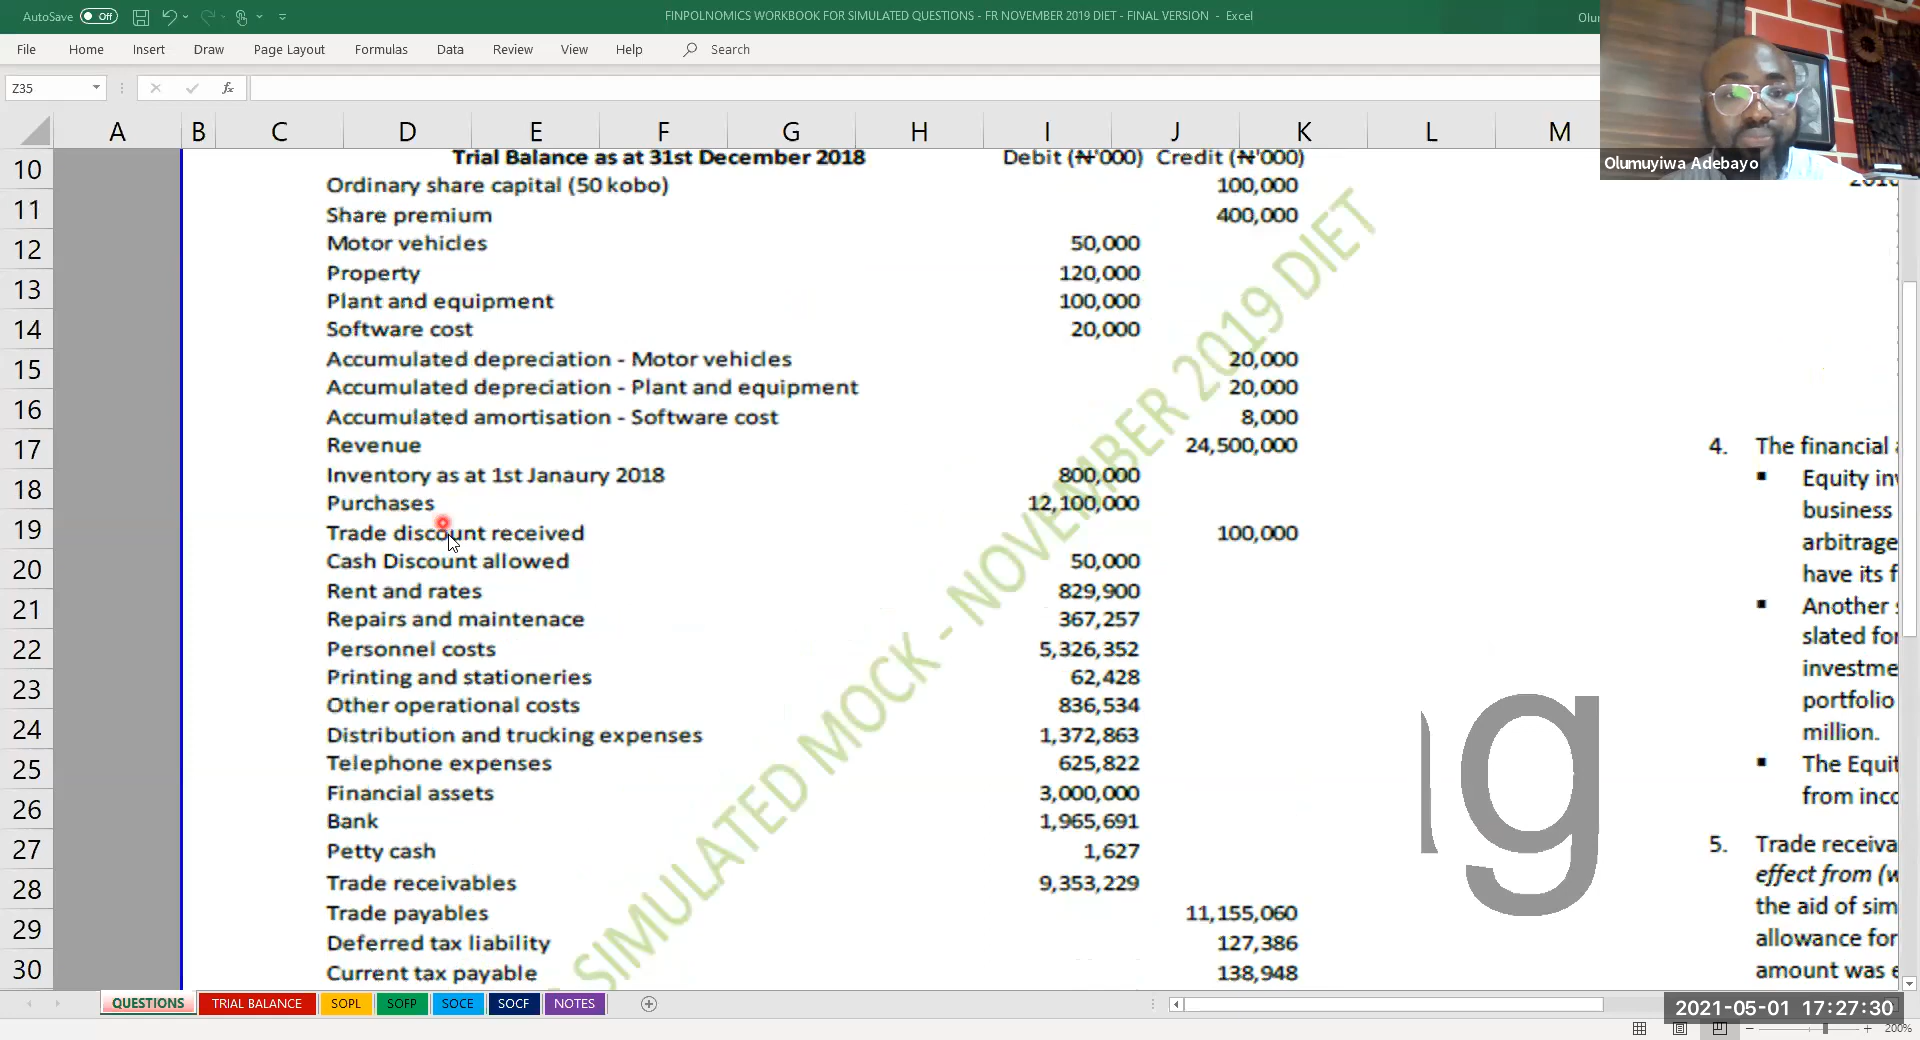 AutoSave Off
FINPOLNOMICS WORKBOOK FOR SIMULATED QUESTIONS - FR NOVEMBER 2019 DIET - FINAL VERSION - Excel
File Home Insert Draw Page Layout Formulas Data Review View Help Search
Olumuyiwa Adebayo
Z35 fx
A B C D E F G H I J K L M
10 Trial Balance as at 31st December 2018 Debit (₦'000) Credit (₦'000)
Ordinary share capital (50 kobo) 100,000
11 Share premium 400,000
12 Motor vehicles 50,000
13 Property 120,000
Plant and equipment 100,000
14 Software cost 20,000
15 Accumulated depreciation - Motor vehicles 20,000
16 Accumulated depreciation - Plant and equipment 20,000
Accumulated amortisation - Software cost 8,000
17 Revenue 24,500,000
18 Inventory as at 1st Janaury 2018 800,000
Purchases 12,100,000
19 Trade discount received 100,000
20 Cash Discount allowed 50,000
21 Rent and rates 829,900
Repairs and maintenace 367,257
22 Personnel costs 5,326,352
23 Printing and stationeries 62,428
Other operational costs 836,534
24 Distribution and trucking expenses 1,372,863
25 Telephone expenses 625,822
26 Financial assets 3,000,000
Bank 1,965,691
27 Petty cash 1,627
28 Trade receivables 9,353,229
29 Trade payables 11,155,060
Deferred tax liability 127,386
30 Current tax payable 138,948
SIMULATED MOCK - NOVEMBER 2019 DIET
g
4. The financial
Equity
business
arbitrage
have its
Another
slated for
investme
portfolio
million.
The Equit
from inco
5. Trade receiva
effect from (w
the aid of sim
allowance for
amount was
QUESTIONS TRIAL BALANCE SOPL SOFP SOCE SOCF NOTES
2021-05-01 17:27:30
200%